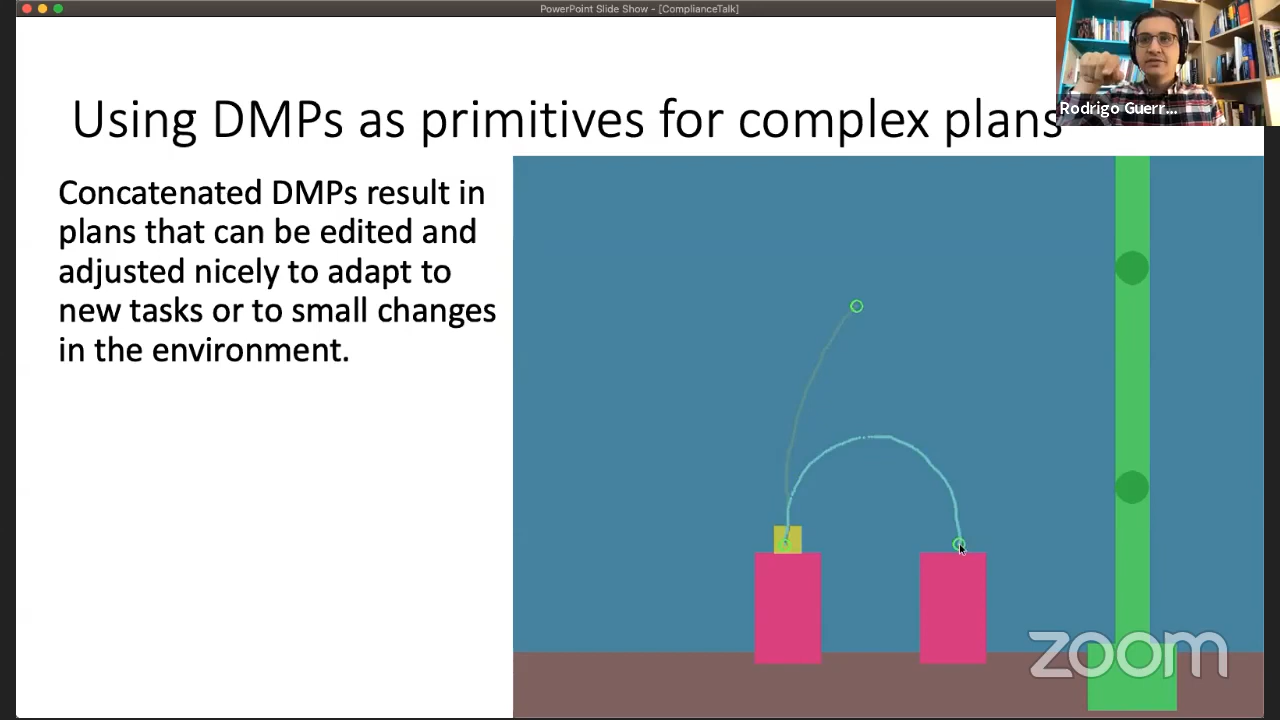 PowerPoint Slide Show - [ComplianceTalk]
Rodrigo Guerr...
Using DMPs as primitives for complex plans
Concatenated DMPs result in
plans that can be edited and
adjusted nicely to adapt to
new tasks or to small changes
in the environment.
zoom